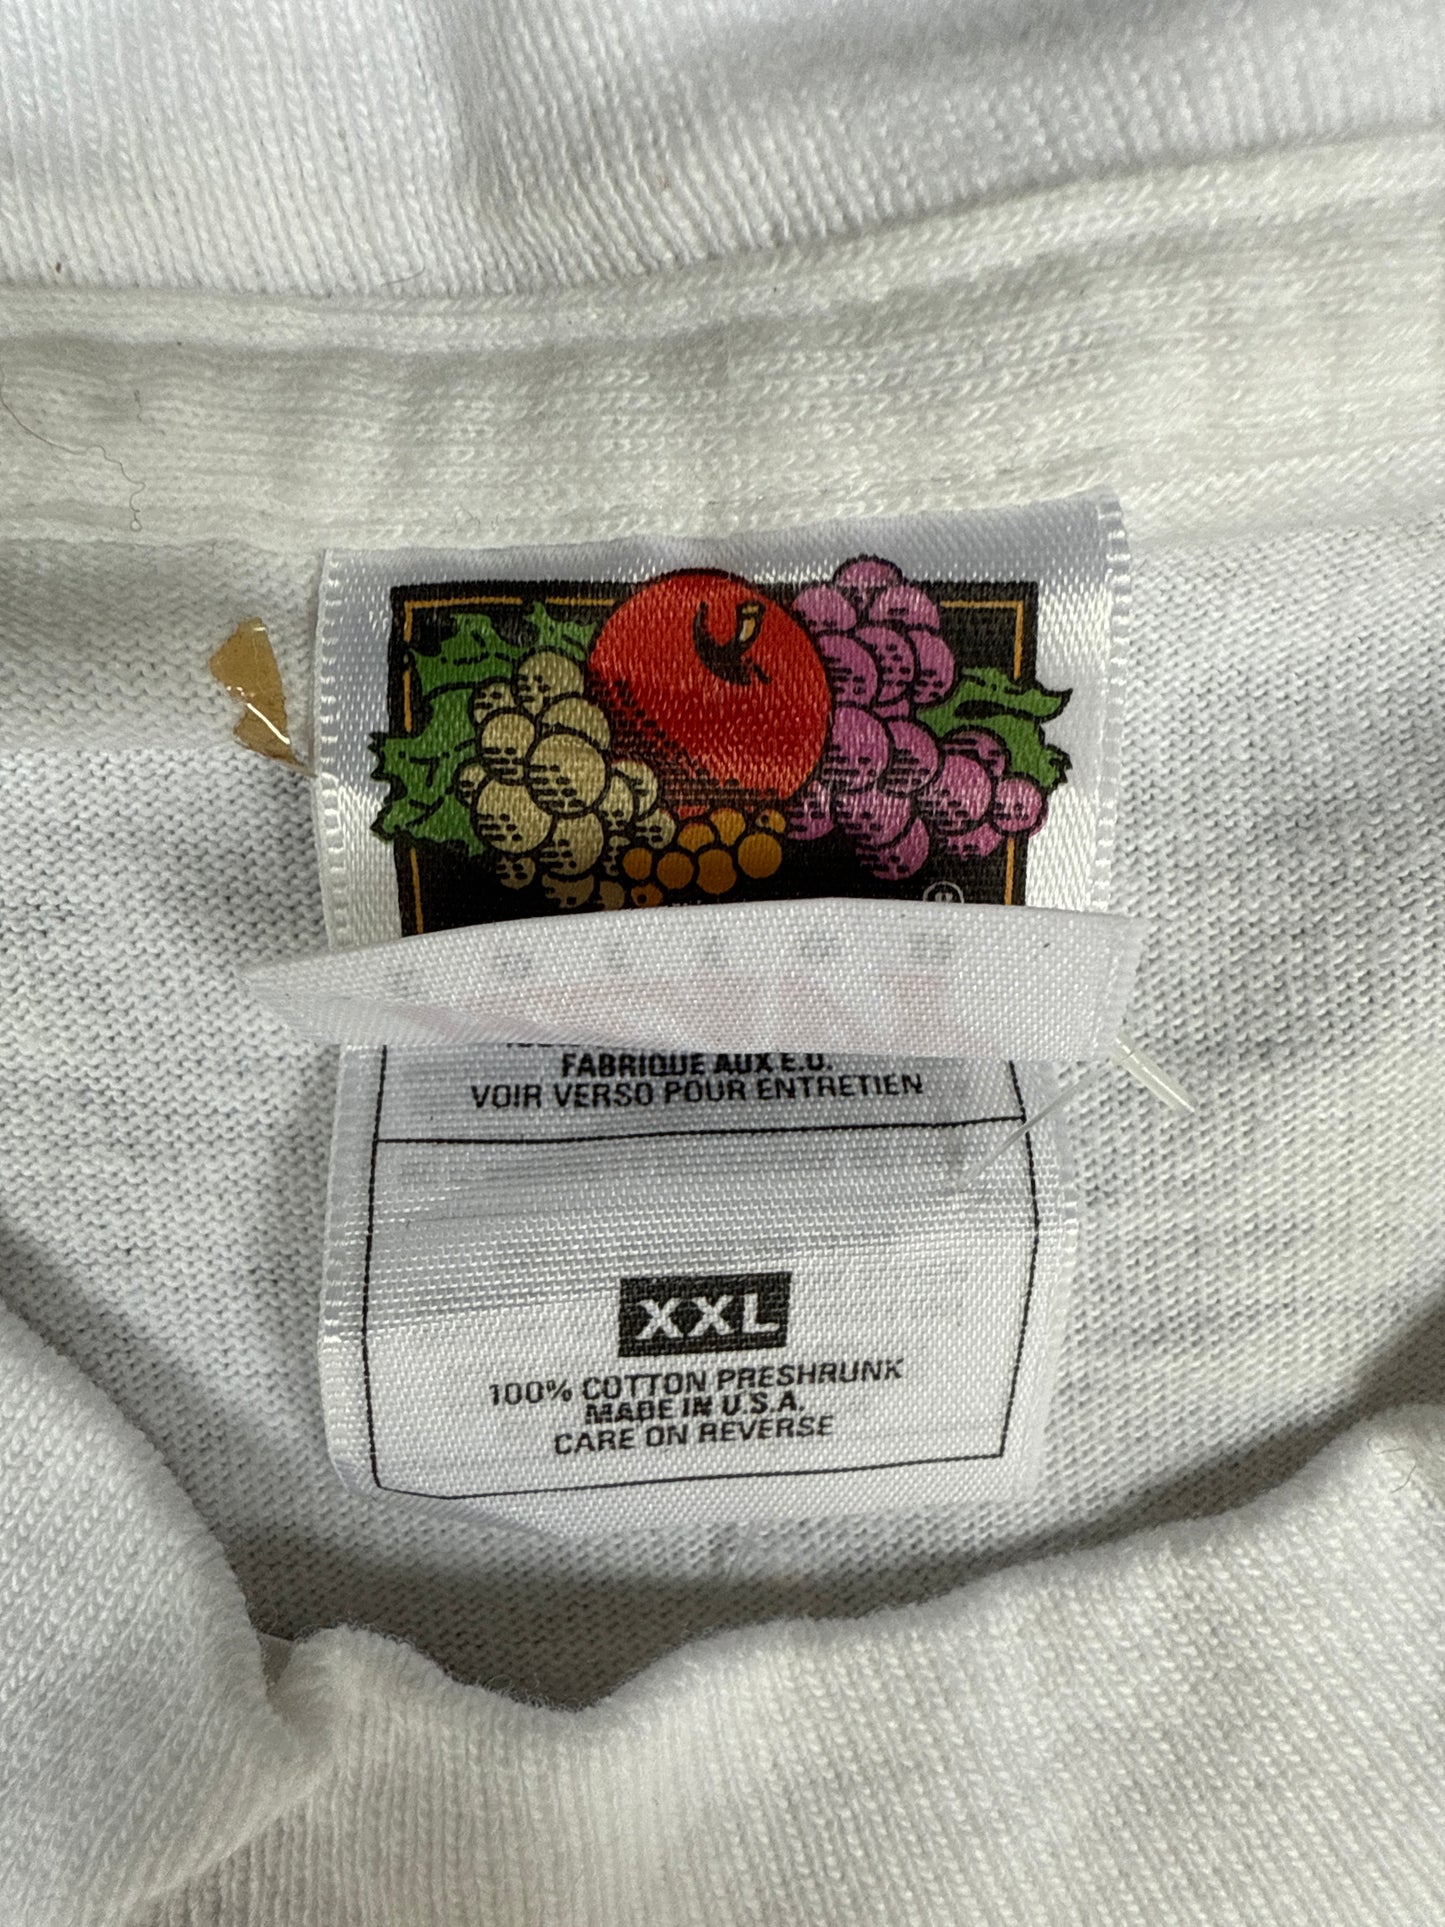 ®
FABRIQUE AUX E.U.
VOIR VERSO POUR ENTRETIEN
XXL
100% COTTON PRESHRUNK
MADE IN U.S.A.
CARE ON REVERSE